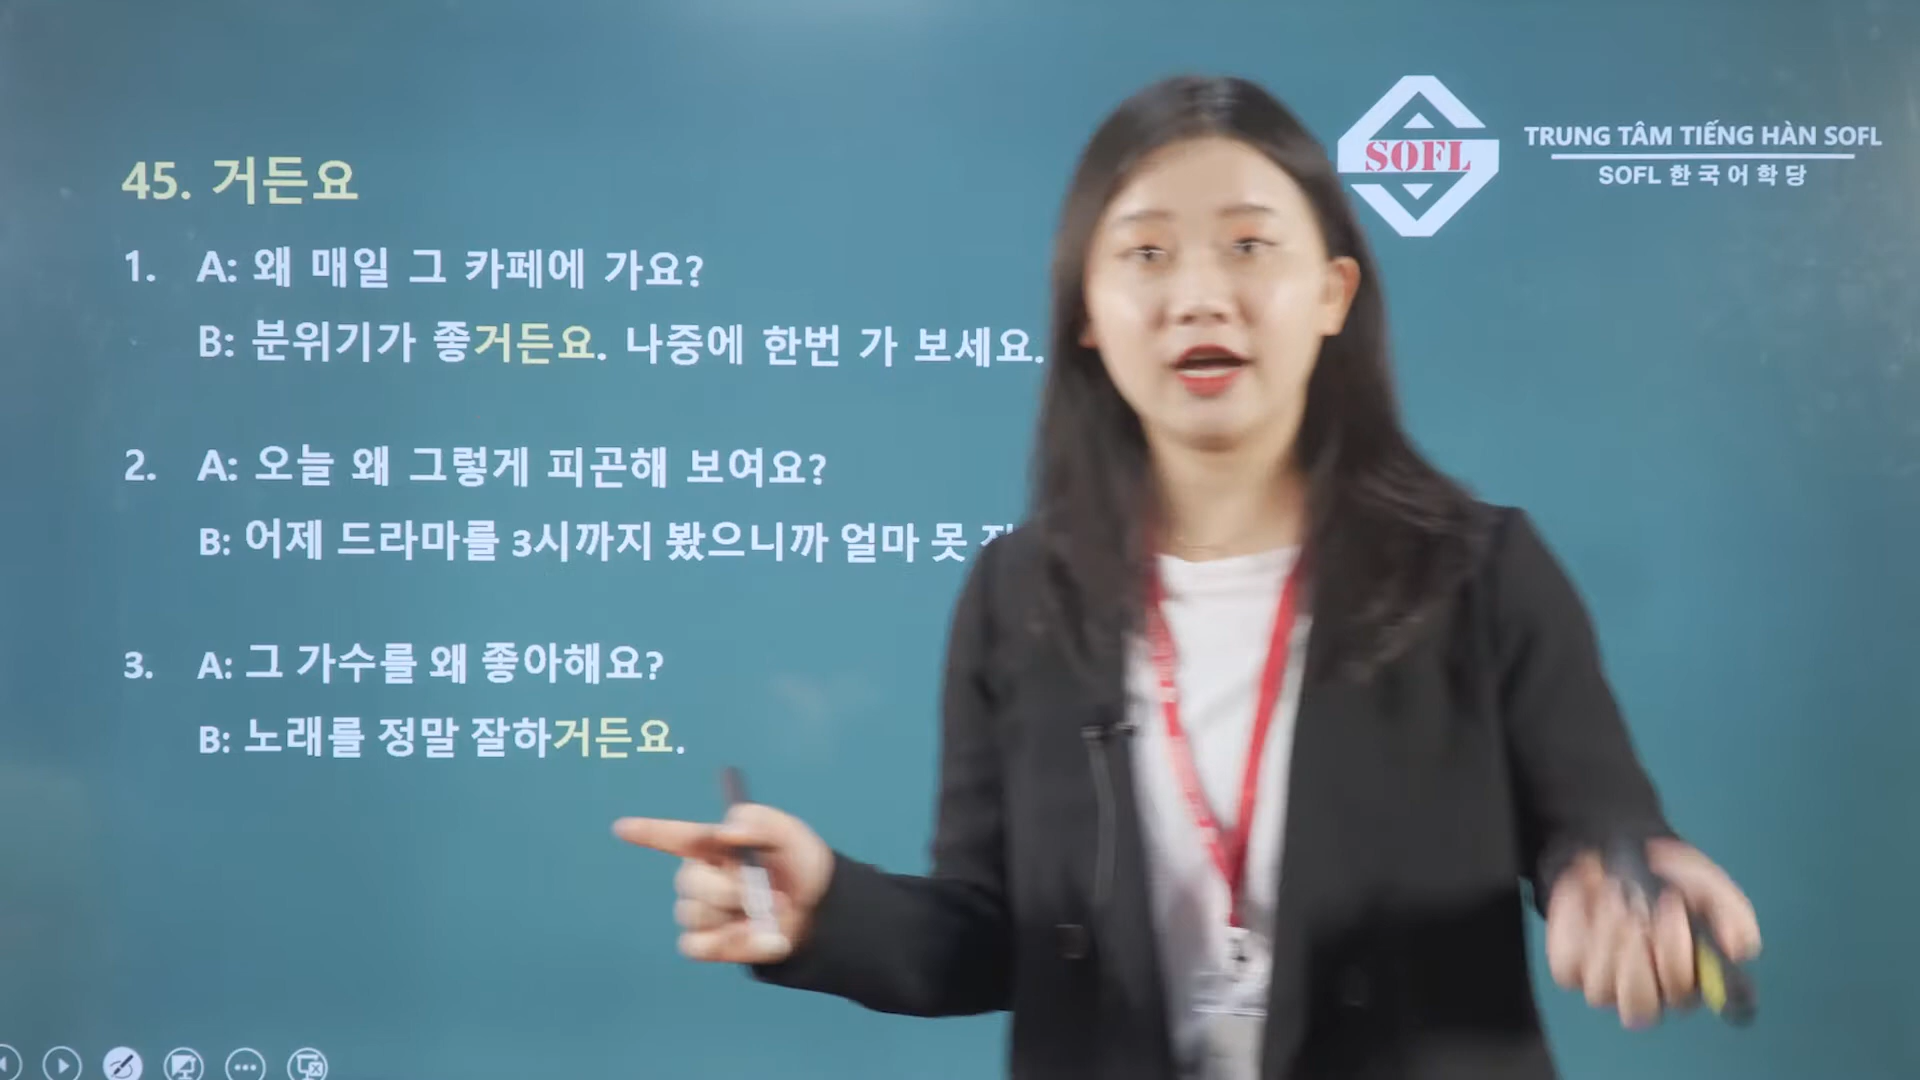 45. 거든요
1. A: 왜 매일 그 카페에 가요?
B: 분위기가 좋거든요. 나중에 한번 가 보세요.
2. A: 오늘 왜 그렇게 피곤해 보여요?
B: 어제 드라마를 3시까지 봤으니까 얼마 못
3. A: 그 가수를 왜 좋아해요?
B: 노래를 정말 잘하거든요.
SOFL
TRUNG TÂM TIẾNG HÀN SOFL
SOFL 한국어학당